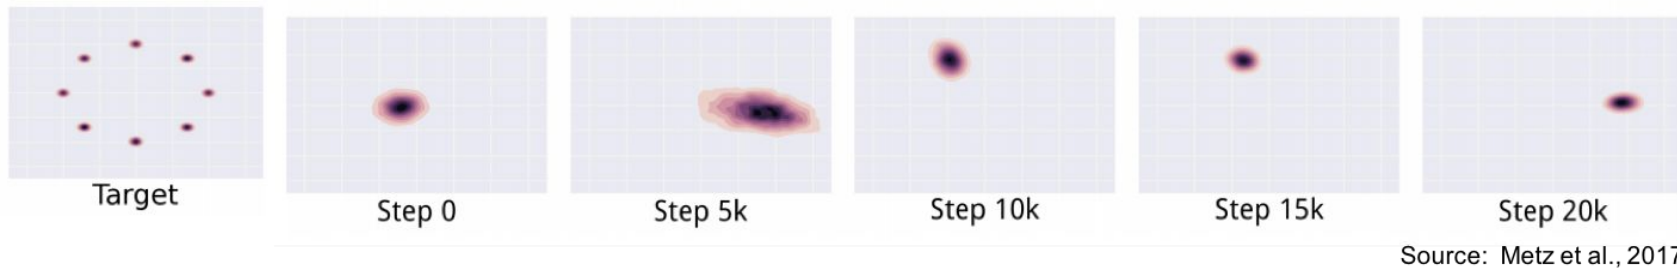 Target
Step 0
Step 5k
Step 10k
Step 15k
Step 20k
Source: Metz et al., 2017